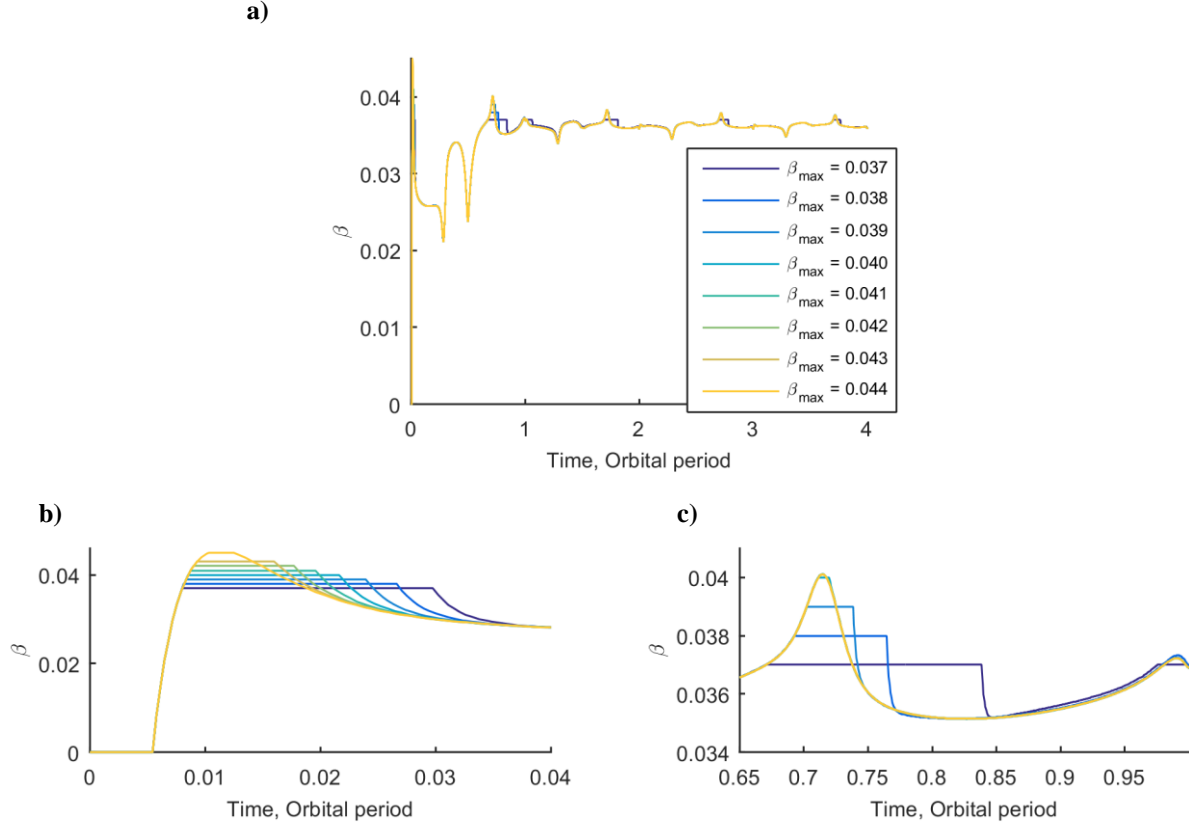 a)
0.04
0.03
0.02
0.01
0
β
0
1
2
3
4
Time, Orbital period
βmax = 0.037
βmax = 0.038
βmax = 0.039
βmax = 0.040
βmax = 0.041
βmax = 0.042
βmax = 0.043
βmax = 0.044
b)
0.04
0.02
0
β
0
0.01
0.02
0.03
0.04
Time, Orbital period
c)
0.04
0.038
0.036
0.034
β
0.65
0.7
0.75
0.8
0.85
0.9
0.95
Time, Orbital period